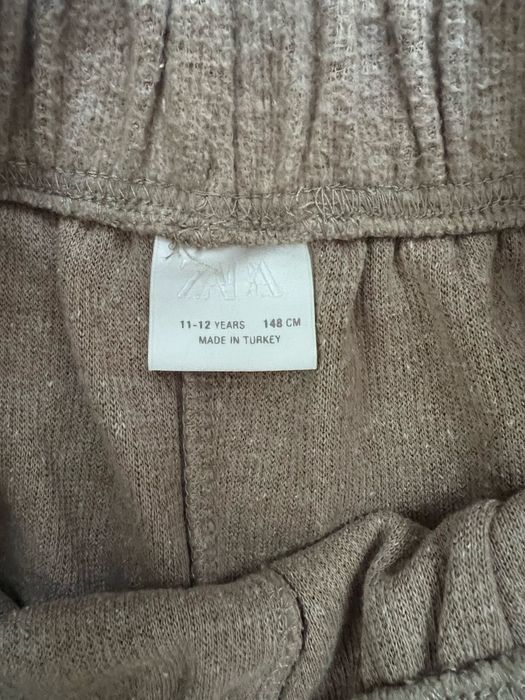 ZARA
11-12 YEARS 148 CM
MADE IN TURKEY